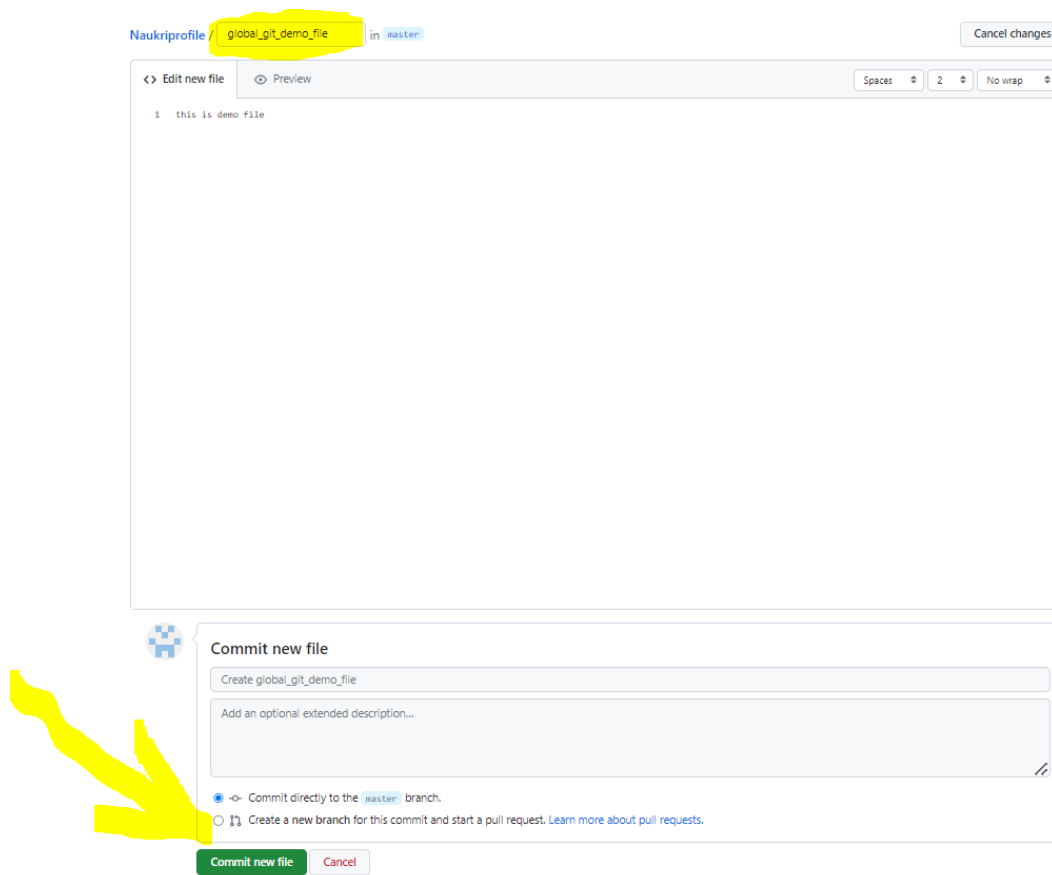 Naukriprofile / global_git_demo_file in master Cancel changes
Edit new file Preview Spaces 2 No wrap
1 this is demo file
Commit new file
Create global_git_demo_file
Add an optional extended description...
Commit directly to the master branch.
Create a new branch for this commit and start a pull request. Learn more about pull requests.
Commit new file Cancel